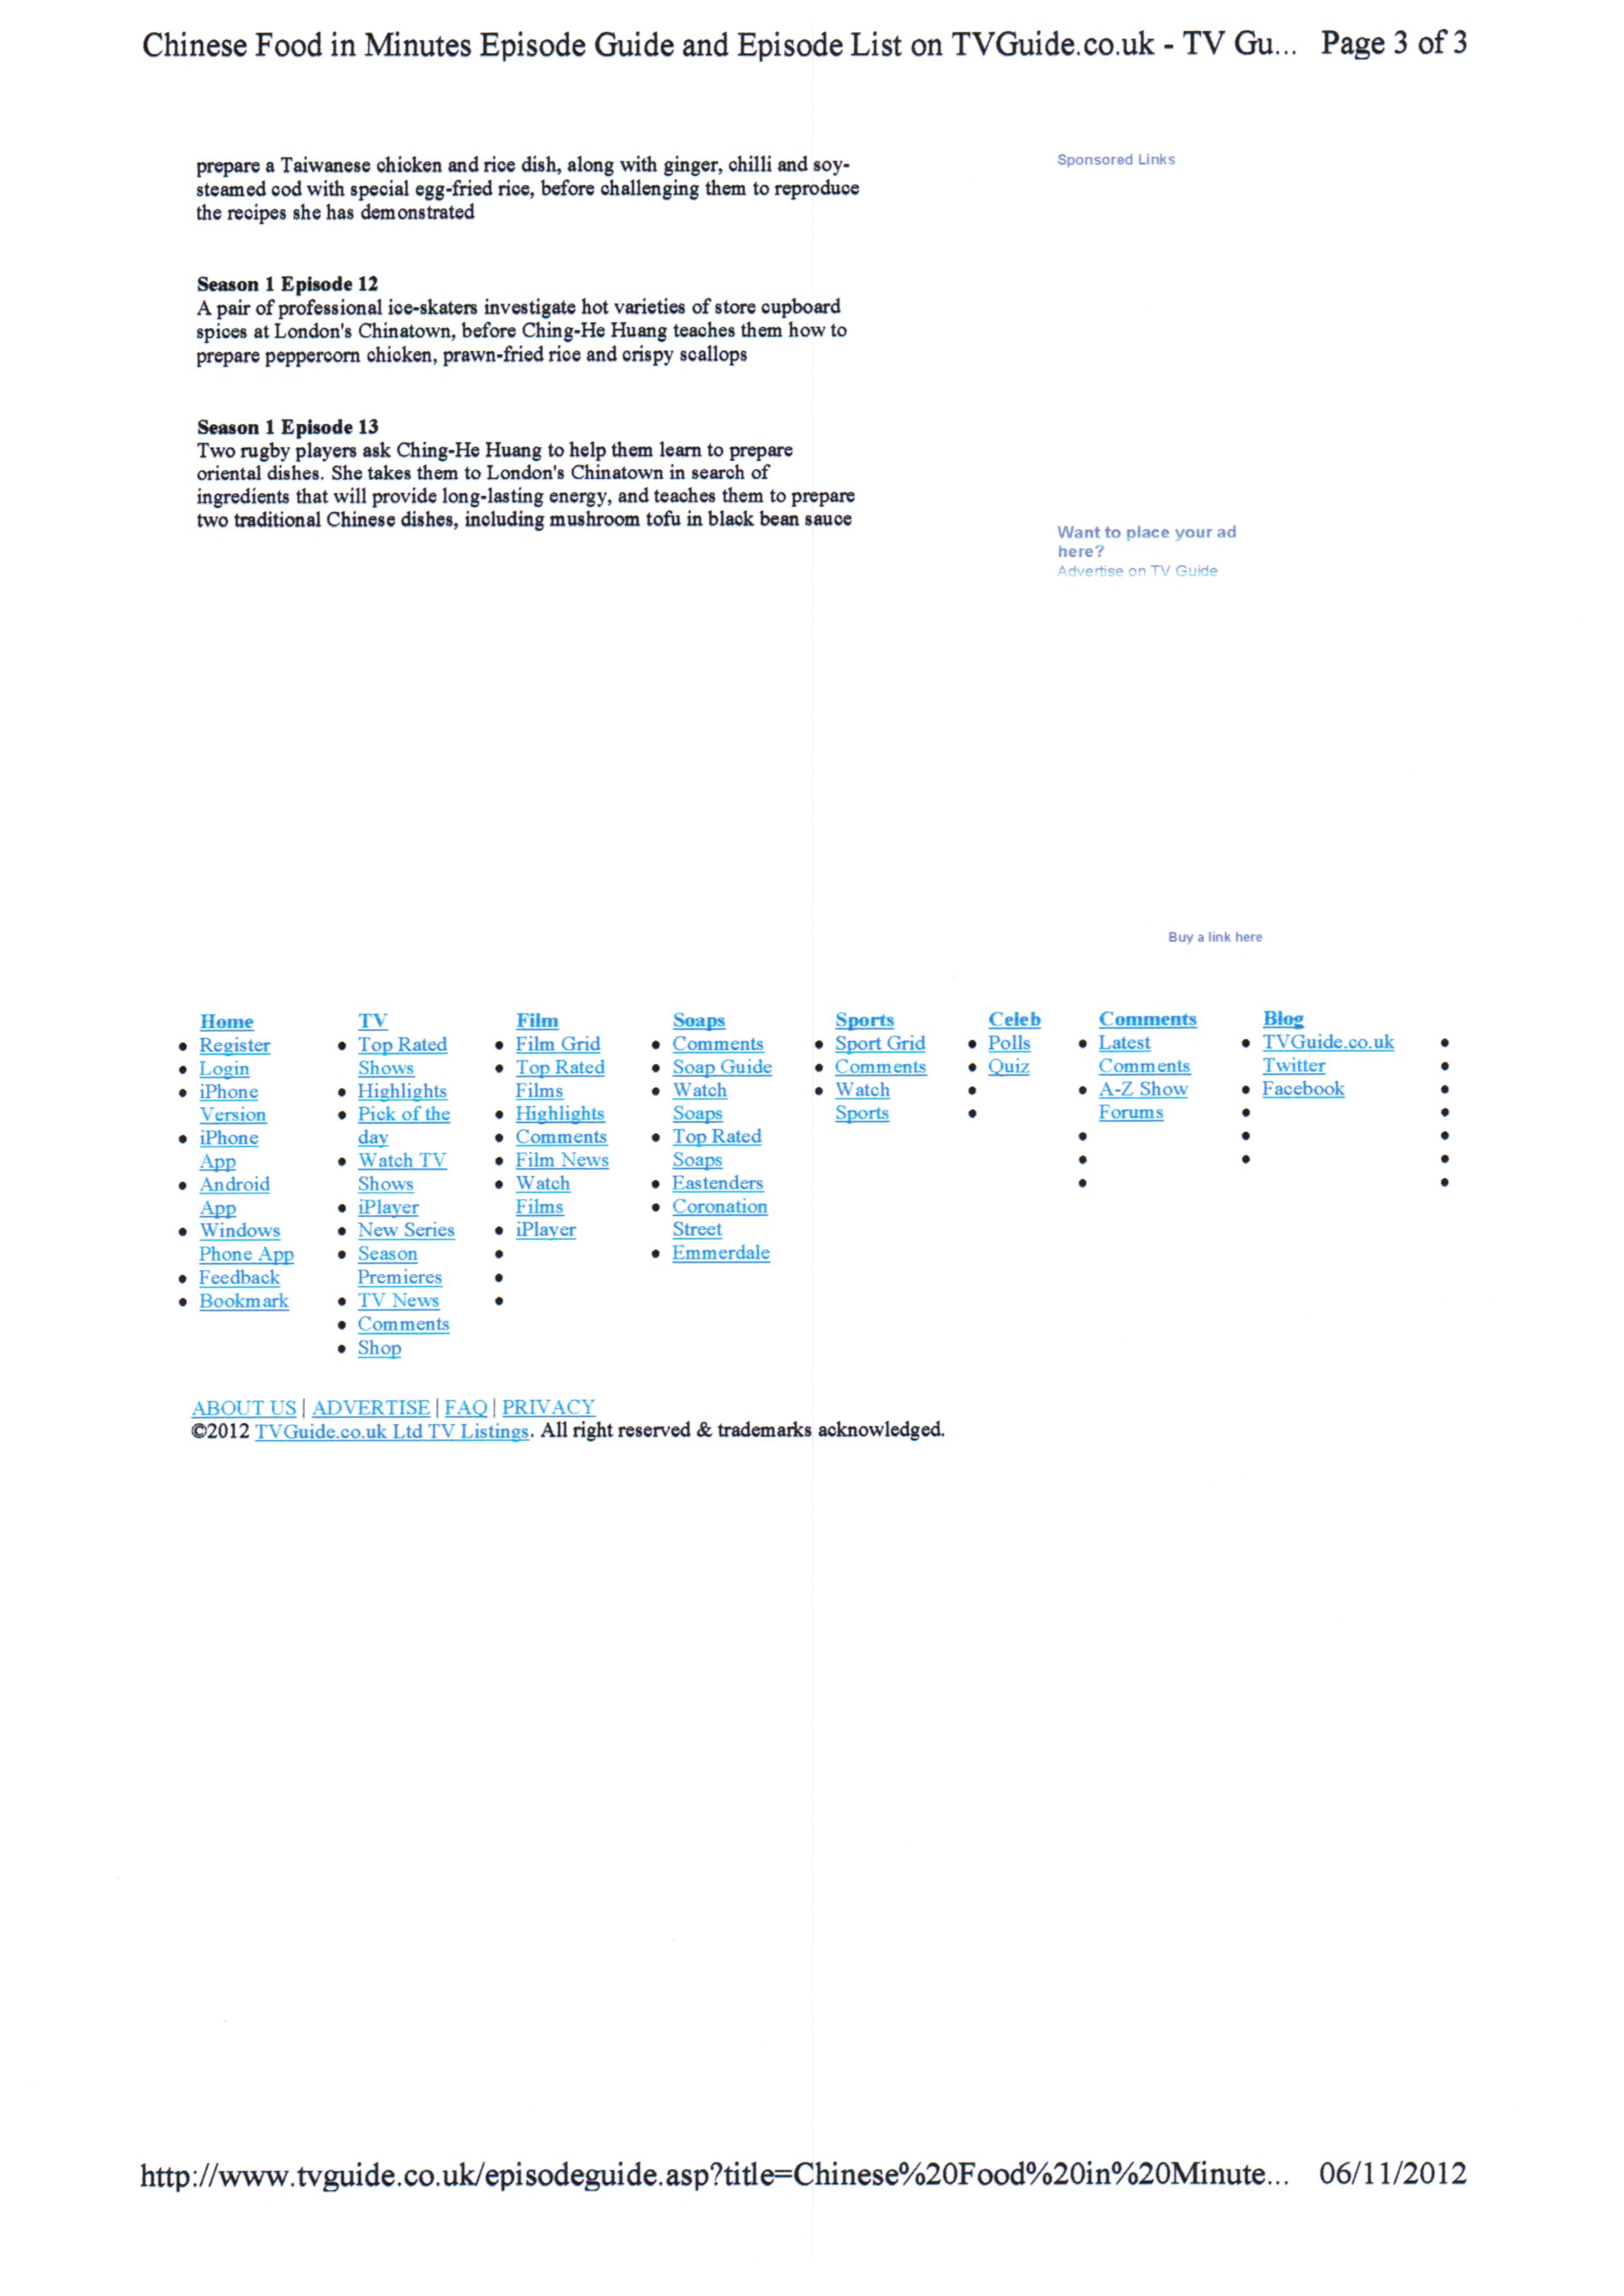 Chinese Food in Minutes Episode Guide and Episode List on TVGuide.co.uk - TV Gu... Page 3 of 3
prepare a Taiwanese chicken and rice dish, along with ginger, chilli and soy-
steamed cod with special egg-fried rice, before challenging them to reproduce
the recipes she has demonstrated
Sponsored Links
Season 1 Episode 12
A pair of professional ice-skaters investigate hot varieties of store cupboard
spices at London's Chinatown, before Ching-He Huang teaches them how to
prepare peppercorn chicken, prawn-fried rice and crispy scallops
Season 1 Episode 13
Two rugby players ask Ching-He Huang to help them learn to prepare
oriental dishes. She takes them to London's Chinatown in search of
ingredients that will provide long-lasting energy, and teaches them to prepare
two traditional Chinese dishes, including mushroom tofu in black bean sauce
Want to place your ad
here?
Advertise on TV Guide
Buy a link here
Home
• Register
• Login
• iPhone
Version
• iPhone
App
• Android
App
• Windows
Phone App
• Feedback
• Bookmark
TV
• Top Rated
Shows
• Highlights
• Pick of the
day
• Watch TV
Shows
• iPlayer
• New Series
• Season
Premieres
• TV News
• Comments
• Shop
Film
• Film Grid
• Top Rated
Films
• Highlights
• Comments
• Film News
• Watch
Films
• iPlayer
Soaps
• Comments
• Soap Guide
• Watch
Soaps
• Top Rated
Soaps
• Eastenders
• Coronation
Street
• Emmerdale
Sports
• Sport Grid
• Comments
• Watch
Sports
Celeb
• Polls
• Quiz
Comments
• Latest
Comments
• A-Z Show
Forums
Blog
• TVGuide.co.uk
Twitter
• Facebook
ABOUT US | ADVERTISE | FAQ | PRIVACY
©2012 TVGuide.co.uk Ltd TV Listings. All right reserved & trademarks acknowledged.
http://www.tvguide.co.uk/episodeguide.asp?title=Chinese%20Food%20in%20Minute... 06/11/2012